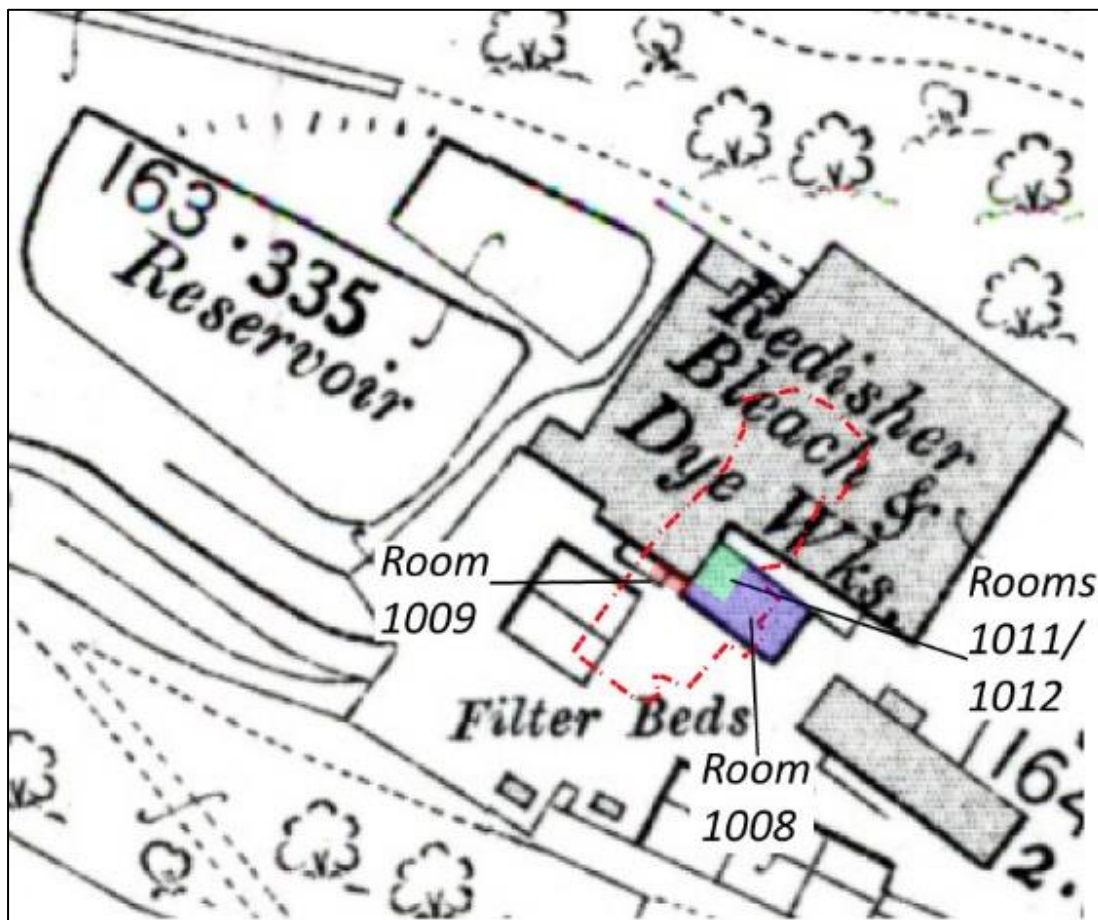 163.335
Reservoir
Redisher
Bleach &
Dye Wks.
Room
1009
Rooms
1011/
1012
Filter Beds
Room
1008
164
2.